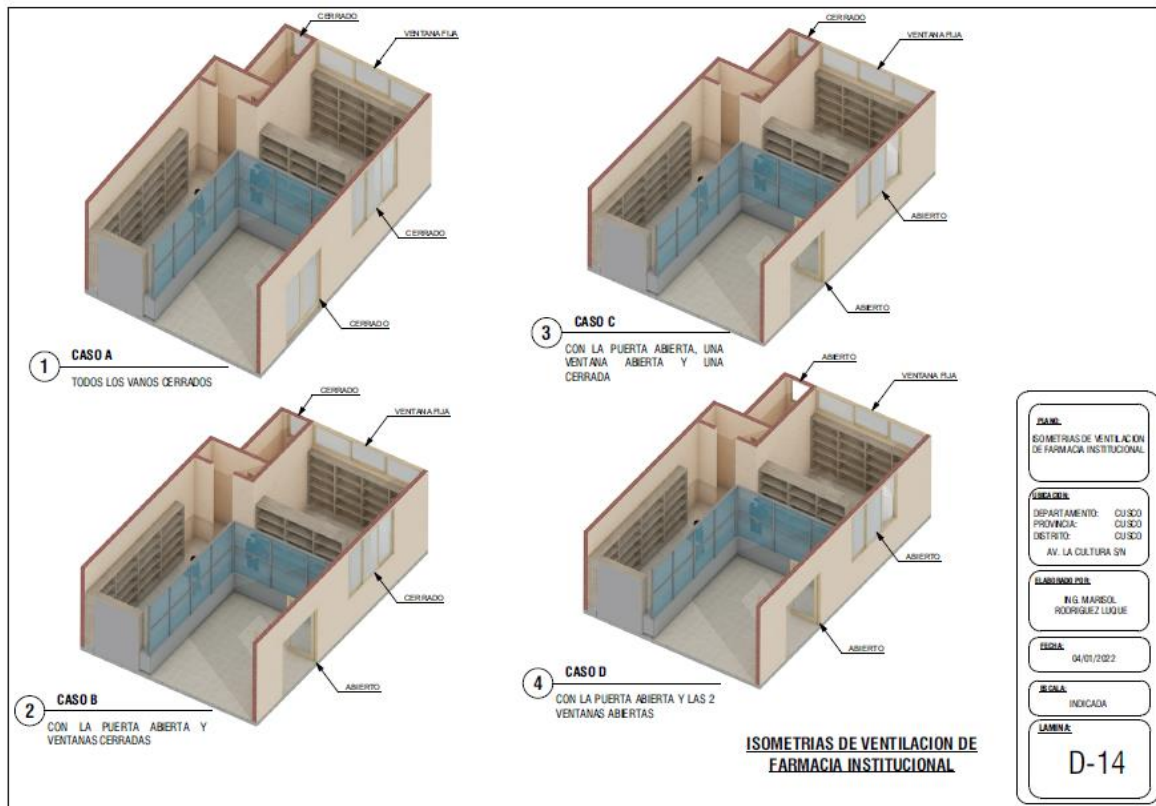 CERRADO
VENTANA FIJA
CERRADO
CERRADO
1
CASO A
TODOS LOS VANOS CERRADOS
CERRADO
VENTANA FIJA
ABIERTO
ABIERTO
3
CASO C
CON LA PUERTA ABIERTA, UNA
VENTANA ABIERTA Y UNA
CERRADA
CERRADO
VENTANA FIJA
CERRADO
ABIERTO
2
CASO B
CON LA PUERTA ABIERTA Y
VENTANAS CERRADAS
ABIERTO
VENTANA FIJA
ABIERTO
ABIERTO
4
CASO D
CON LA PUERTA ABIERTA Y LAS 2
VENTANAS ABIERTAS
ISOMETRIAS DE VENTILACION DE
FARMACIA INSTITUCIONAL
PLANO:
ISOMETRIAS DE VENTILACION
DE FARMACIA INSTITUCIONAL
UBICACION:
DEPARTAMENTO: CUSCO
PROVINCIA: CUSCO
DISTRITO: CUSCO
AV. LA CULTURA S/N
ELABORADO POR:
ING. MARISOL
RODRIGUEZ LUQUE
FECHA:
04/01/2022
ESCALA:
INDICADA
LAMINA:
D-14